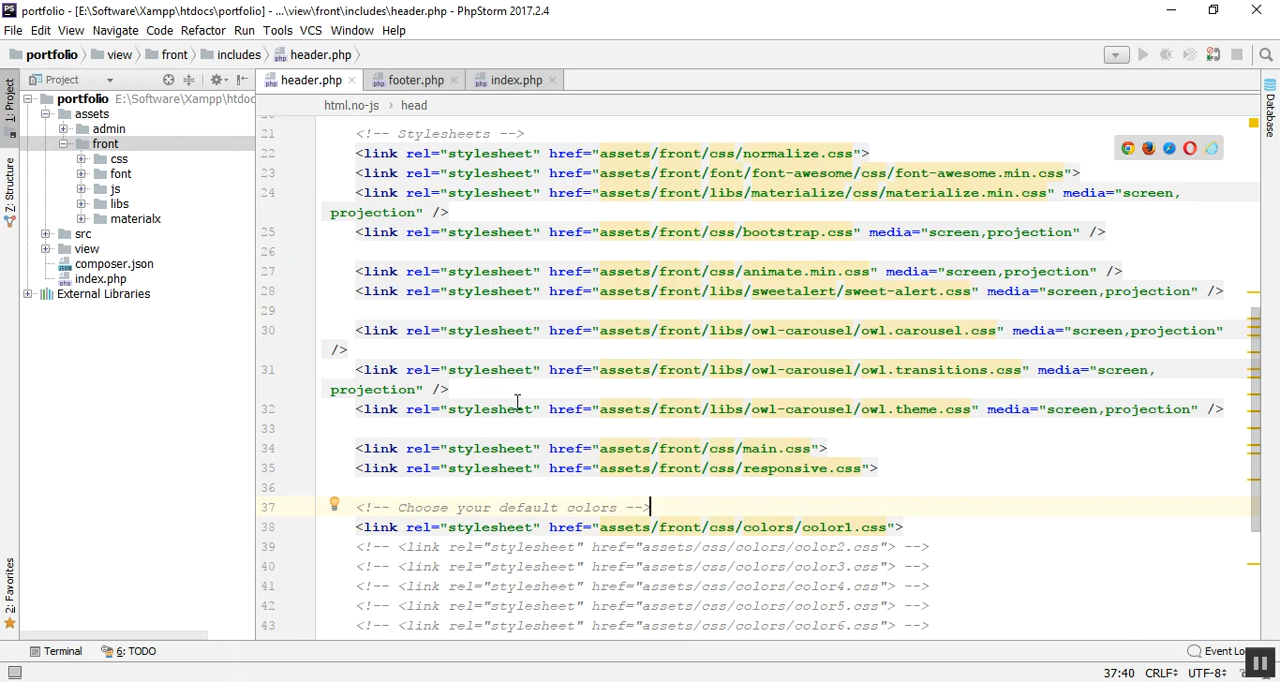 portfolio - [E:\Software\Xampp\htdocs\portfolio] - ...\view\front\includes\header.php - PhpStorm 2017.2.4
File Edit View Navigate Code Refactor Run Tools VCS Window Help
portfolio view front includes header.php
Project header.php footer.php index.php
html.no-js › head
1: Project
Z: Structure
2: Favorites
Database
portfolio E:\Software\Xampp\htdoc
assets
admin
front
css
font
js
libs
materialx
src
view
composer.json
index.php
External Libraries
21 <!-- Stylesheets -->
22 <link rel="stylesheet" href="assets/front/css/normalize.css">
23 <link rel="stylesheet" href="assets/front/font/font-awesome/css/font-awesome.min.css">
24 <link rel="stylesheet" href="assets/front/libs/materialize/css/materialize.min.css" media="screen,
projection" />
25 <link rel="stylesheet" href="assets/front/css/bootstrap.css" media="screen,projection" />
26
27 <link rel="stylesheet" href="assets/front/css/animate.min.css" media="screen,projection" />
28 <link rel="stylesheet" href="assets/front/libs/sweetalert/sweet-alert.css" media="screen,projection" />
29
30 <link rel="stylesheet" href="assets/front/libs/owl-carousel/owl.carousel.css" media="screen,projection"
/>
31 <link rel="stylesheet" href="assets/front/libs/owl-carousel/owl.transitions.css" media="screen,
projection" />
32 <link rel="stylesheet" href="assets/front/libs/owl-carousel/owl.theme.css" media="screen,projection" />
33
34 <link rel="stylesheet" href="assets/front/css/main.css">
35 <link rel="stylesheet" href="assets/front/css/responsive.css">
36
37 <!-- Choose your default colors -->
38 <link rel="stylesheet" href="assets/front/css/colors/color1.css">
39 <!-- <link rel="stylesheet" href="assets/css/colors/color2.css"> -->
40 <!-- <link rel="stylesheet" href="assets/css/colors/color3.css"> -->
41 <!-- <link rel="stylesheet" href="assets/css/colors/color4.css"> -->
42 <!-- <link rel="stylesheet" href="assets/css/colors/color5.css"> -->
43 <!-- <link rel="stylesheet" href="assets/css/colors/color6.css"> -->
Terminal 6: TODO Event Lo
37:40 CRLF UTF-8